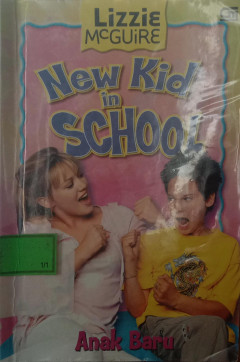 Lizzie
McGUiRE
New Kid
in
SCHOOL
Anak Baru